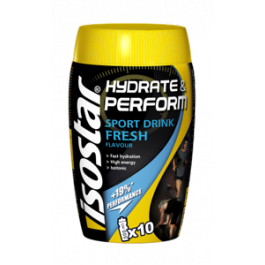 isostar
HYDRATE &
PERFORM
SPORT DRINK
FRESH
FLAVOUR
• Fast hydration
• High energy
• Isotonic
+19%*
PERFORMANCE
x10